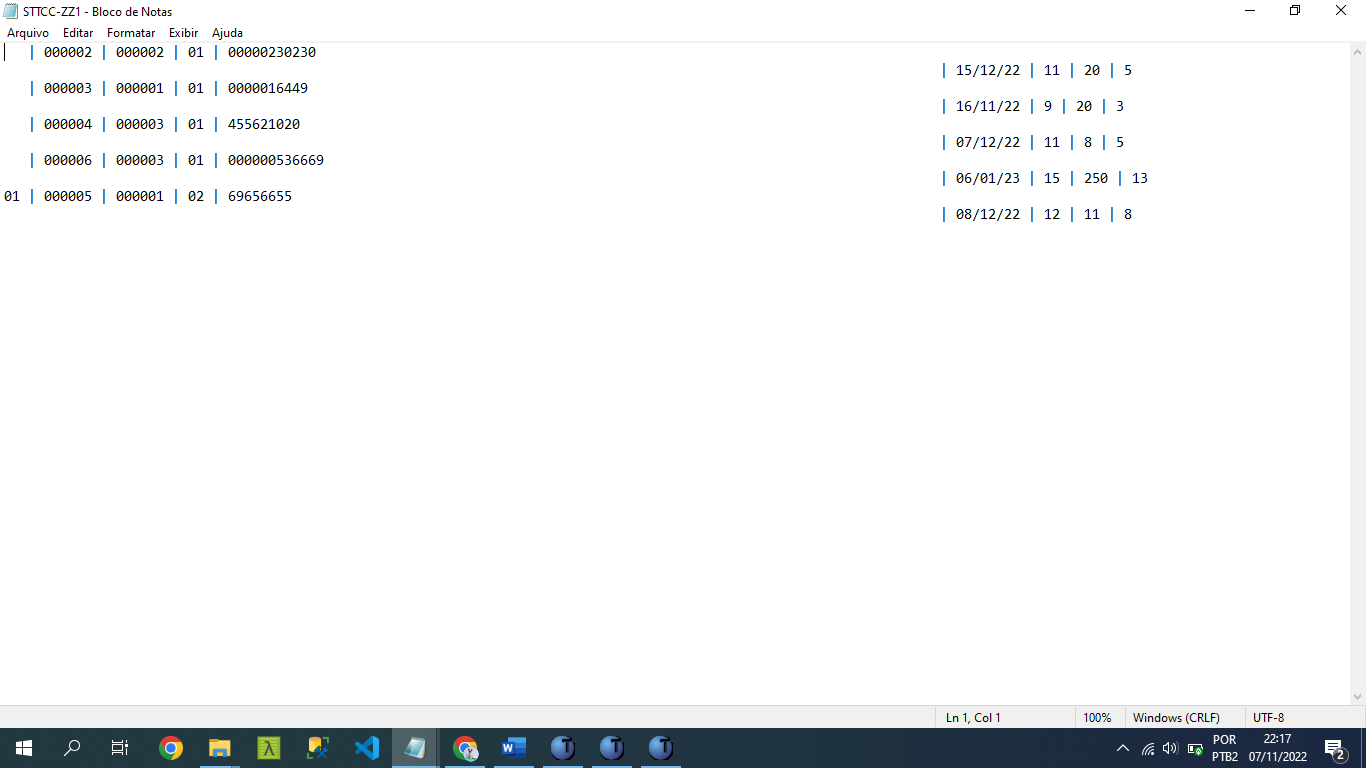 STTCC-ZZ1 - Bloco de Notas
Arquivo Editar Formatar Exibir Ajuda
| 000002 | 000002 | 01 | 00000230230
| 15/12/22 | 11 | 20 | 5
| 000003 | 000001 | 01 | 0000016449
| 16/11/22 | 9 | 20 | 3
| 000004 | 000003 | 01 | 455621020
| 07/12/22 | 11 | 8 | 5
| 000006 | 000003 | 01 | 000000536669
| 06/01/23 | 15 | 250 | 13
01 | 000005 | 000001 | 02 | 69656655
| 08/12/22 | 12 | 11 | 8
Ln 1, Col 1 100% Windows (CRLF) UTF-8
POR 22:17
PTB2 07/11/2022 2